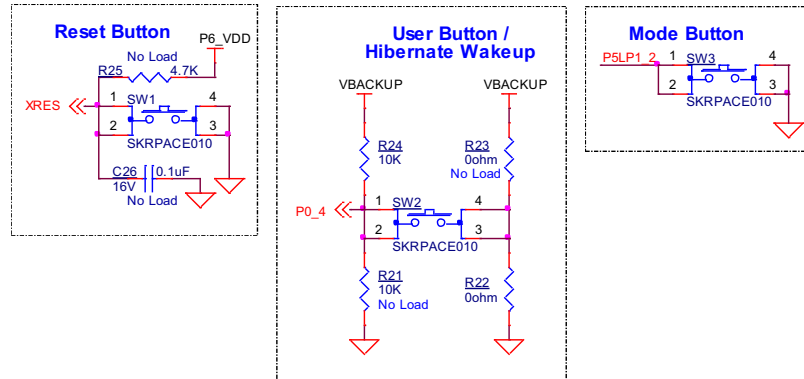 Reset Button
P6_VDD
No Load
R25 4.7K
XRES
1 SW1 4
2 3
SKRPACE010
C26 0.1uF
16V
No Load
User Button /
Hibernate Wakeup
VBACKUP VBACKUP
R24 R23
10K 0ohm
No Load
P0_4
1 SW2 4
2 3
SKRPACE010
R21 R22
10K 0ohm
No Load
Mode Button
P5LP1_2 1 SW3 4
2 3
SKRPACE010